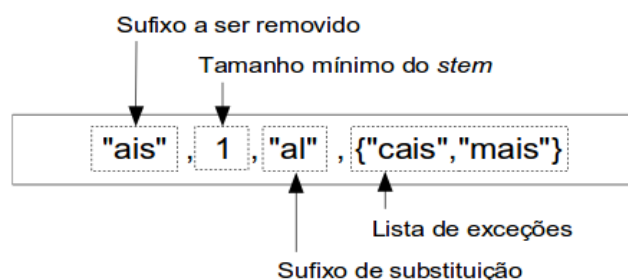 Sufixo a ser removido
Tamanho mínimo do stem
"ais" , 1 , "al" , {"cais","mais"}
Lista de exceções
Sufixo de substituição